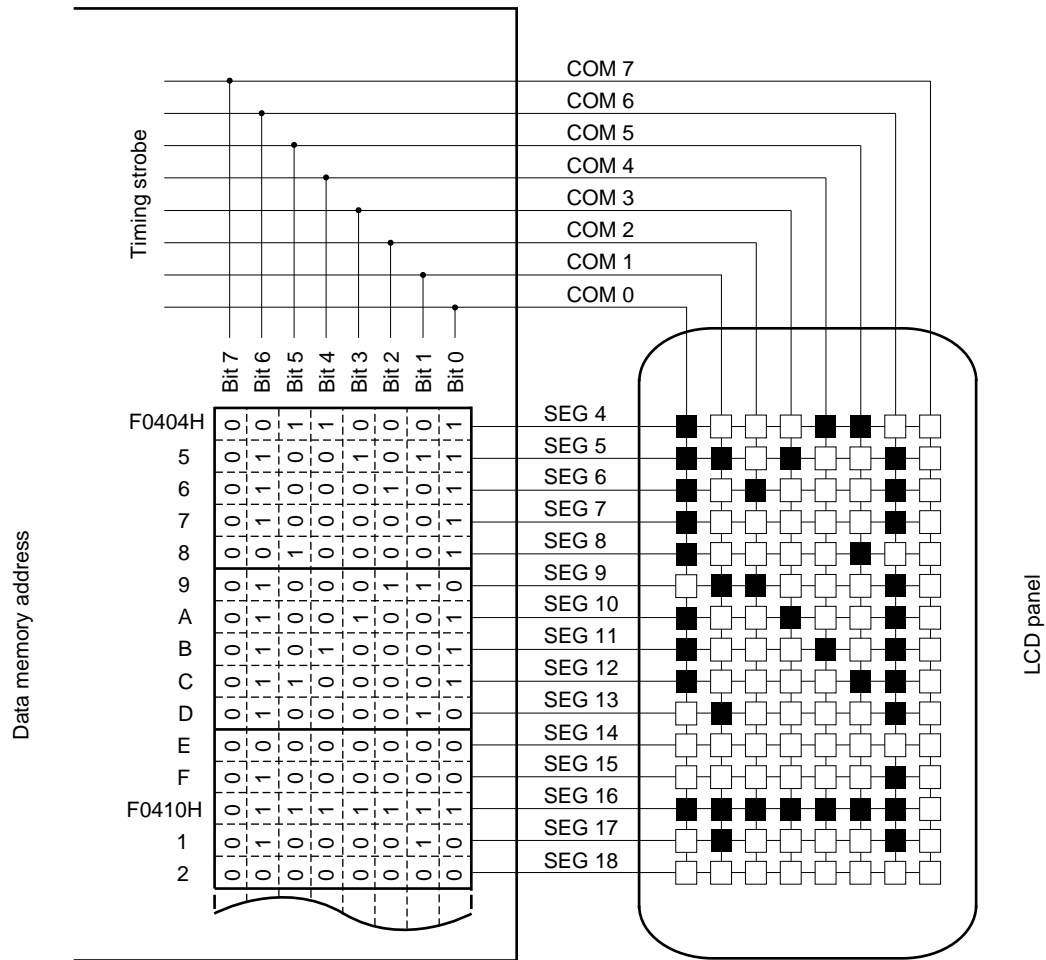 COM 7
COM 6
COM 5
COM 4
COM 3
COM 2
COM 1
COM 0
Timing strobe
Bit 7 Bit 6 Bit 5 Bit 4 Bit 3 Bit 2 Bit 1 Bit 0
Data memory address
F0404H 0 0 1 1 0 0 0 1 SEG 4
5 0 1 0 0 1 0 1 1 SEG 5
6 0 1 0 0 0 1 0 1 SEG 6
7 0 1 0 0 0 0 0 1 SEG 7
8 0 0 1 0 0 0 0 1 SEG 8
9 0 1 0 0 0 1 1 0 SEG 9
A 0 1 0 0 1 0 0 1 SEG 10
B 0 1 0 1 0 0 0 1 SEG 11
C 0 1 1 0 0 0 0 1 SEG 12
D 0 1 0 0 0 0 1 0 SEG 13
E 0 0 0 0 0 0 0 0 SEG 14
F 0 1 0 0 0 0 0 0 SEG 15
F0410H 0 1 1 1 1 1 1 1 SEG 16
1 0 1 0 0 0 0 1 0 SEG 17
2 0 0 0 0 0 0 0 0 SEG 18
LCD panel